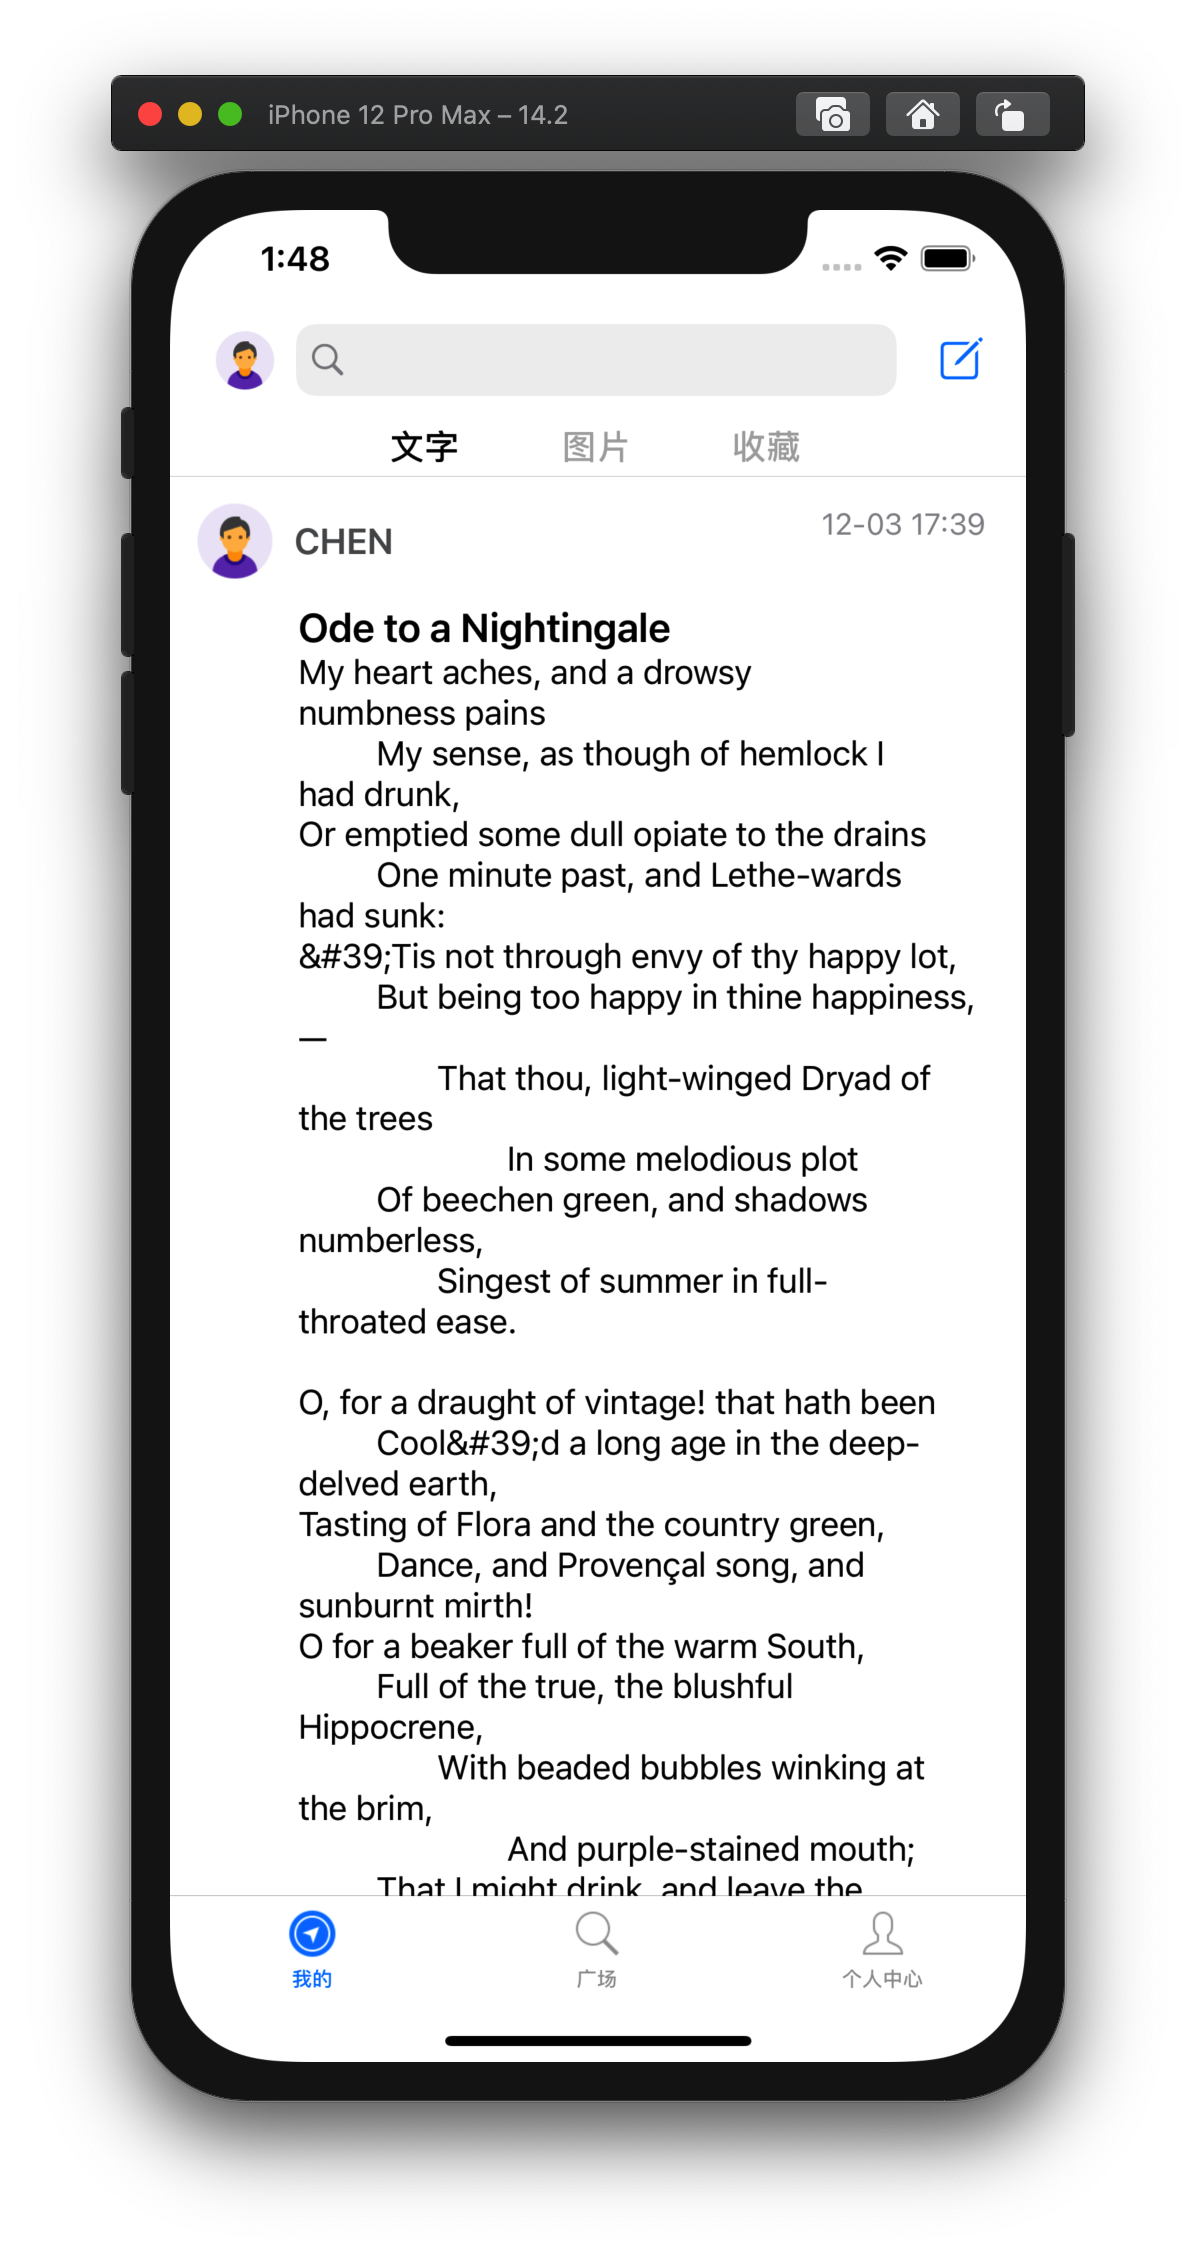 iPhone 12 Pro Max – 14.2
1:48
文字 图片 收藏
CHEN 12-03 17:39
Ode to a Nightingale
My heart aches, and a drowsy
numbness pains
My sense, as though of hemlock I
had drunk,
Or emptied some dull opiate to the drains
One minute past, and Lethe-wards
had sunk:
&#39;Tis not through envy of thy happy lot,
But being too happy in thine happiness,
—
That thou, light-winged Dryad of
the trees
In some melodious plot
Of beechen green, and shadows
numberless,
Singest of summer in full-
throated ease.
O, for a draught of vintage! that hath been
Cool&#39;d a long age in the deep-
delved earth,
Tasting of Flora and the country green,
Dance, and Provençal song, and
sunburnt mirth!
O for a beaker full of the warm South,
Full of the true, the blushful
Hippocrene,
With beaded bubbles winking at
the brim,
And purple-stained mouth;
That I might drink, and leave the
我的 广场 个人中心